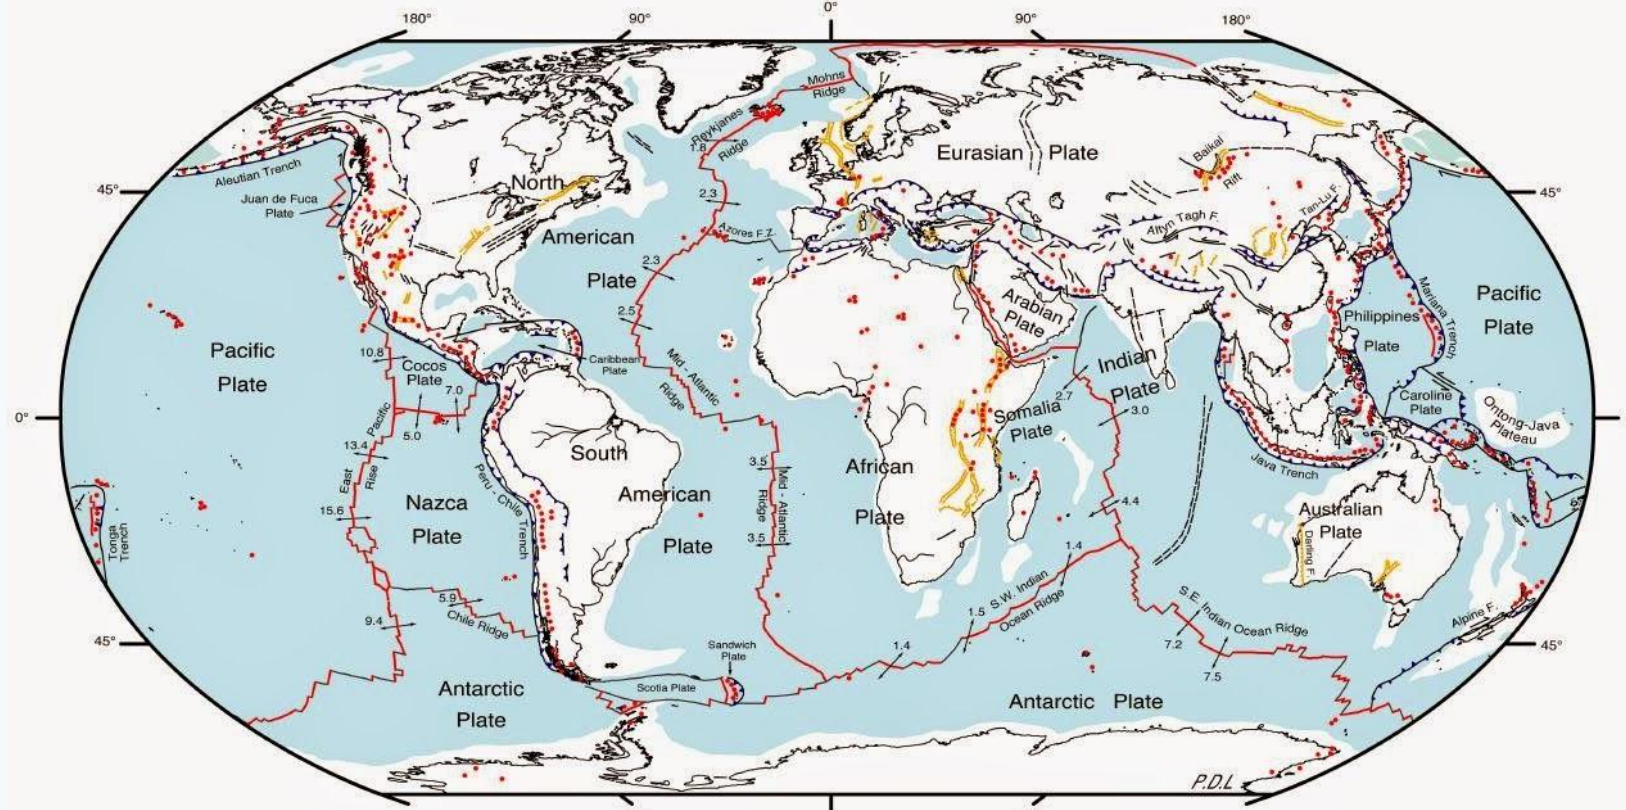 180°
90°
0°
90°
180°
Mohns
Ridge
Reykjanes
Ridge
1.8
Aleutian Trench
45°
Juan de Fuca
Plate
North
American
Plate
2.3
Azores F.Z.
2.3
2.5
Eurasian Plate
Baikal
Rift
Tan-Lu F.
Altyn Tagh F.
45°
Arabian
Plate
Indian
Plate
Mariana Trench
Philippines
Plate
Pacific
Plate
Pacific
Plate
10.8
Cocos
Plate
7.0
5.0
Caribbean
Plate
Mid - Atlantic
Ridge
2.7
3.0
Somalia
Plate
Caroline
Plate
Ontong-Java
Plateau
0°
0°
East Pacific
Rise
13.4
15.6
Nazca
Plate
Peru - Chile Trench
South
American
Plate
3.5
Mid - Atlantic
Ridge
3.5
African
Plate
4.4
1.4
Java Trench
Australian
Plate
Darling F.
Tonga
Trench
5.9
Chile Ridge
9.4
45°
Sandwich
Plate
Scotia Plate
1.4
1.5
S.W. Indian
Ocean Ridge
S.E. Indian Ocean Ridge
7.2
7.5
Alpine F.
45°
Antarctic
Plate
Antarctic Plate
P.D.L